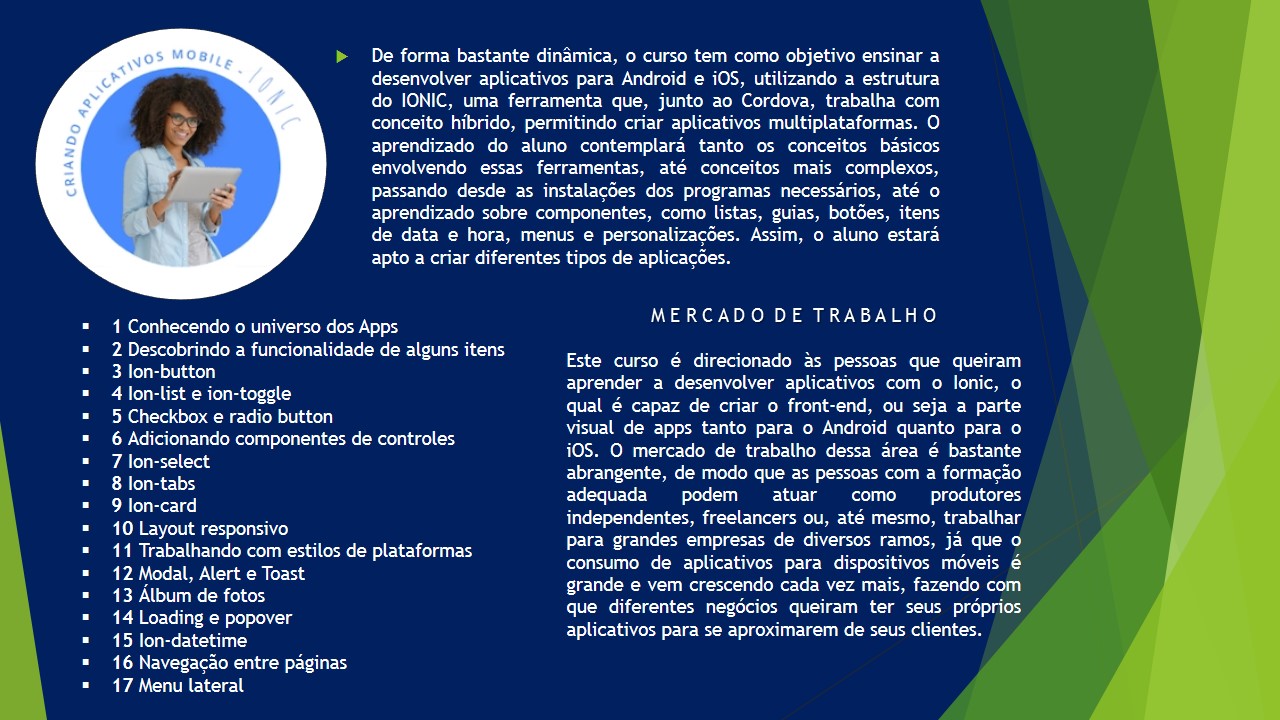 CRIANDO APLICATIVOS MOBILE - IONIC
De forma bastante dinâmica, o curso tem como objetivo ensinar a
desenvolver aplicativos para Android e iOS, utilizando a estrutura
do IONIC, uma ferramenta que, junto ao Cordova, trabalha com
conceito híbrido, permitindo criar aplicativos multiplataformas. O
aprendizado do aluno contemplará tanto os conceitos básicos
envolvendo essas ferramentas, até conceitos mais complexos,
passando desde as instalações dos programas necessários, até o
aprendizado sobre componentes, como listas, guias, botões, itens
de data e hora, menus e personalizações. Assim, o aluno estará
apto a criar diferentes tipos de aplicações.
1 Conhecendo o universo dos Apps
2 Descobrindo a funcionalidade de alguns itens
3 Ion-button
4 Ion-list e ion-toggle
5 Checkbox e radio button
6 Adicionando componentes de controles
7 Ion-select
8 Ion-tabs
9 Ion-card
10 Layout responsivo
11 Trabalhando com estilos de plataformas
12 Modal, Alert e Toast
13 Álbum de fotos
14 Loading e popover
15 Ion-datetime
16 Navegação entre páginas
17 Menu lateral
MERCADO DE TRABALHO
Este curso é direcionado às pessoas que queiram
aprender a desenvolver aplicativos com o Ionic, o
qual é capaz de criar o front-end, ou seja a parte
visual de apps tanto para o Android quanto para o
iOS. O mercado de trabalho dessa área é bastante
abrangente, de modo que as pessoas com a formação
adequada podem atuar como produtores
independentes, freelancers ou, até mesmo, trabalhar
para grandes empresas de diversos ramos, já que o
consumo de aplicativos para dispositivos móveis é
grande e vem crescendo cada vez mais, fazendo com
que diferentes negócios queiram ter seus próprios
aplicativos para se aproximarem de seus clientes.